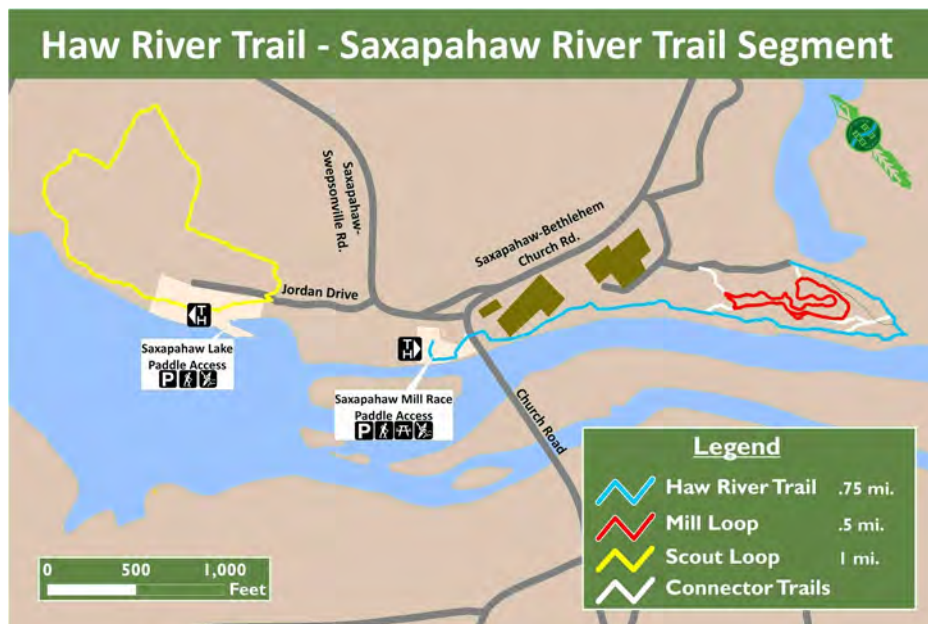 Haw River Trail - Saxapahaw River Trail Segment
Saxapahaw-
Swepsonville Rd.
Saxapahaw-Bethlehem
Church Rd.
Jordan Drive
T
H
Saxapahaw Lake
Paddle Access
P
T
H
Saxapahaw Mill Race
Paddle Access
P
Church Road
Legend
Haw River Trail .75 mi.
Mill Loop .5 mi.
Scout Loop 1 mi.
Connector Trails
0 500 1,000
Feet